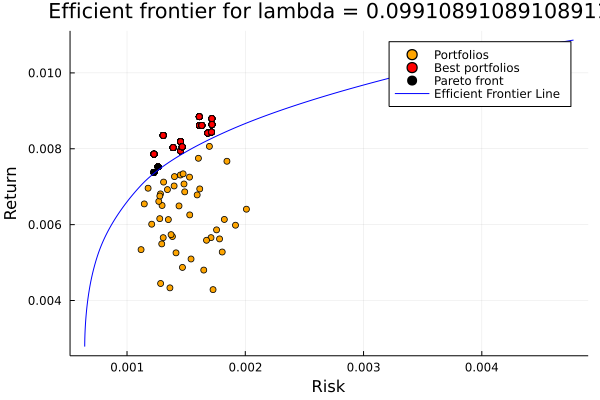 Efficient frontier for lambda = 0.09910891089108911
Portfolios
Best portfolios
Pareto front
Efficient Frontier Line
Return
0.010
0.008
0.006
0.004
0.001
0.002
0.003
0.004
Risk